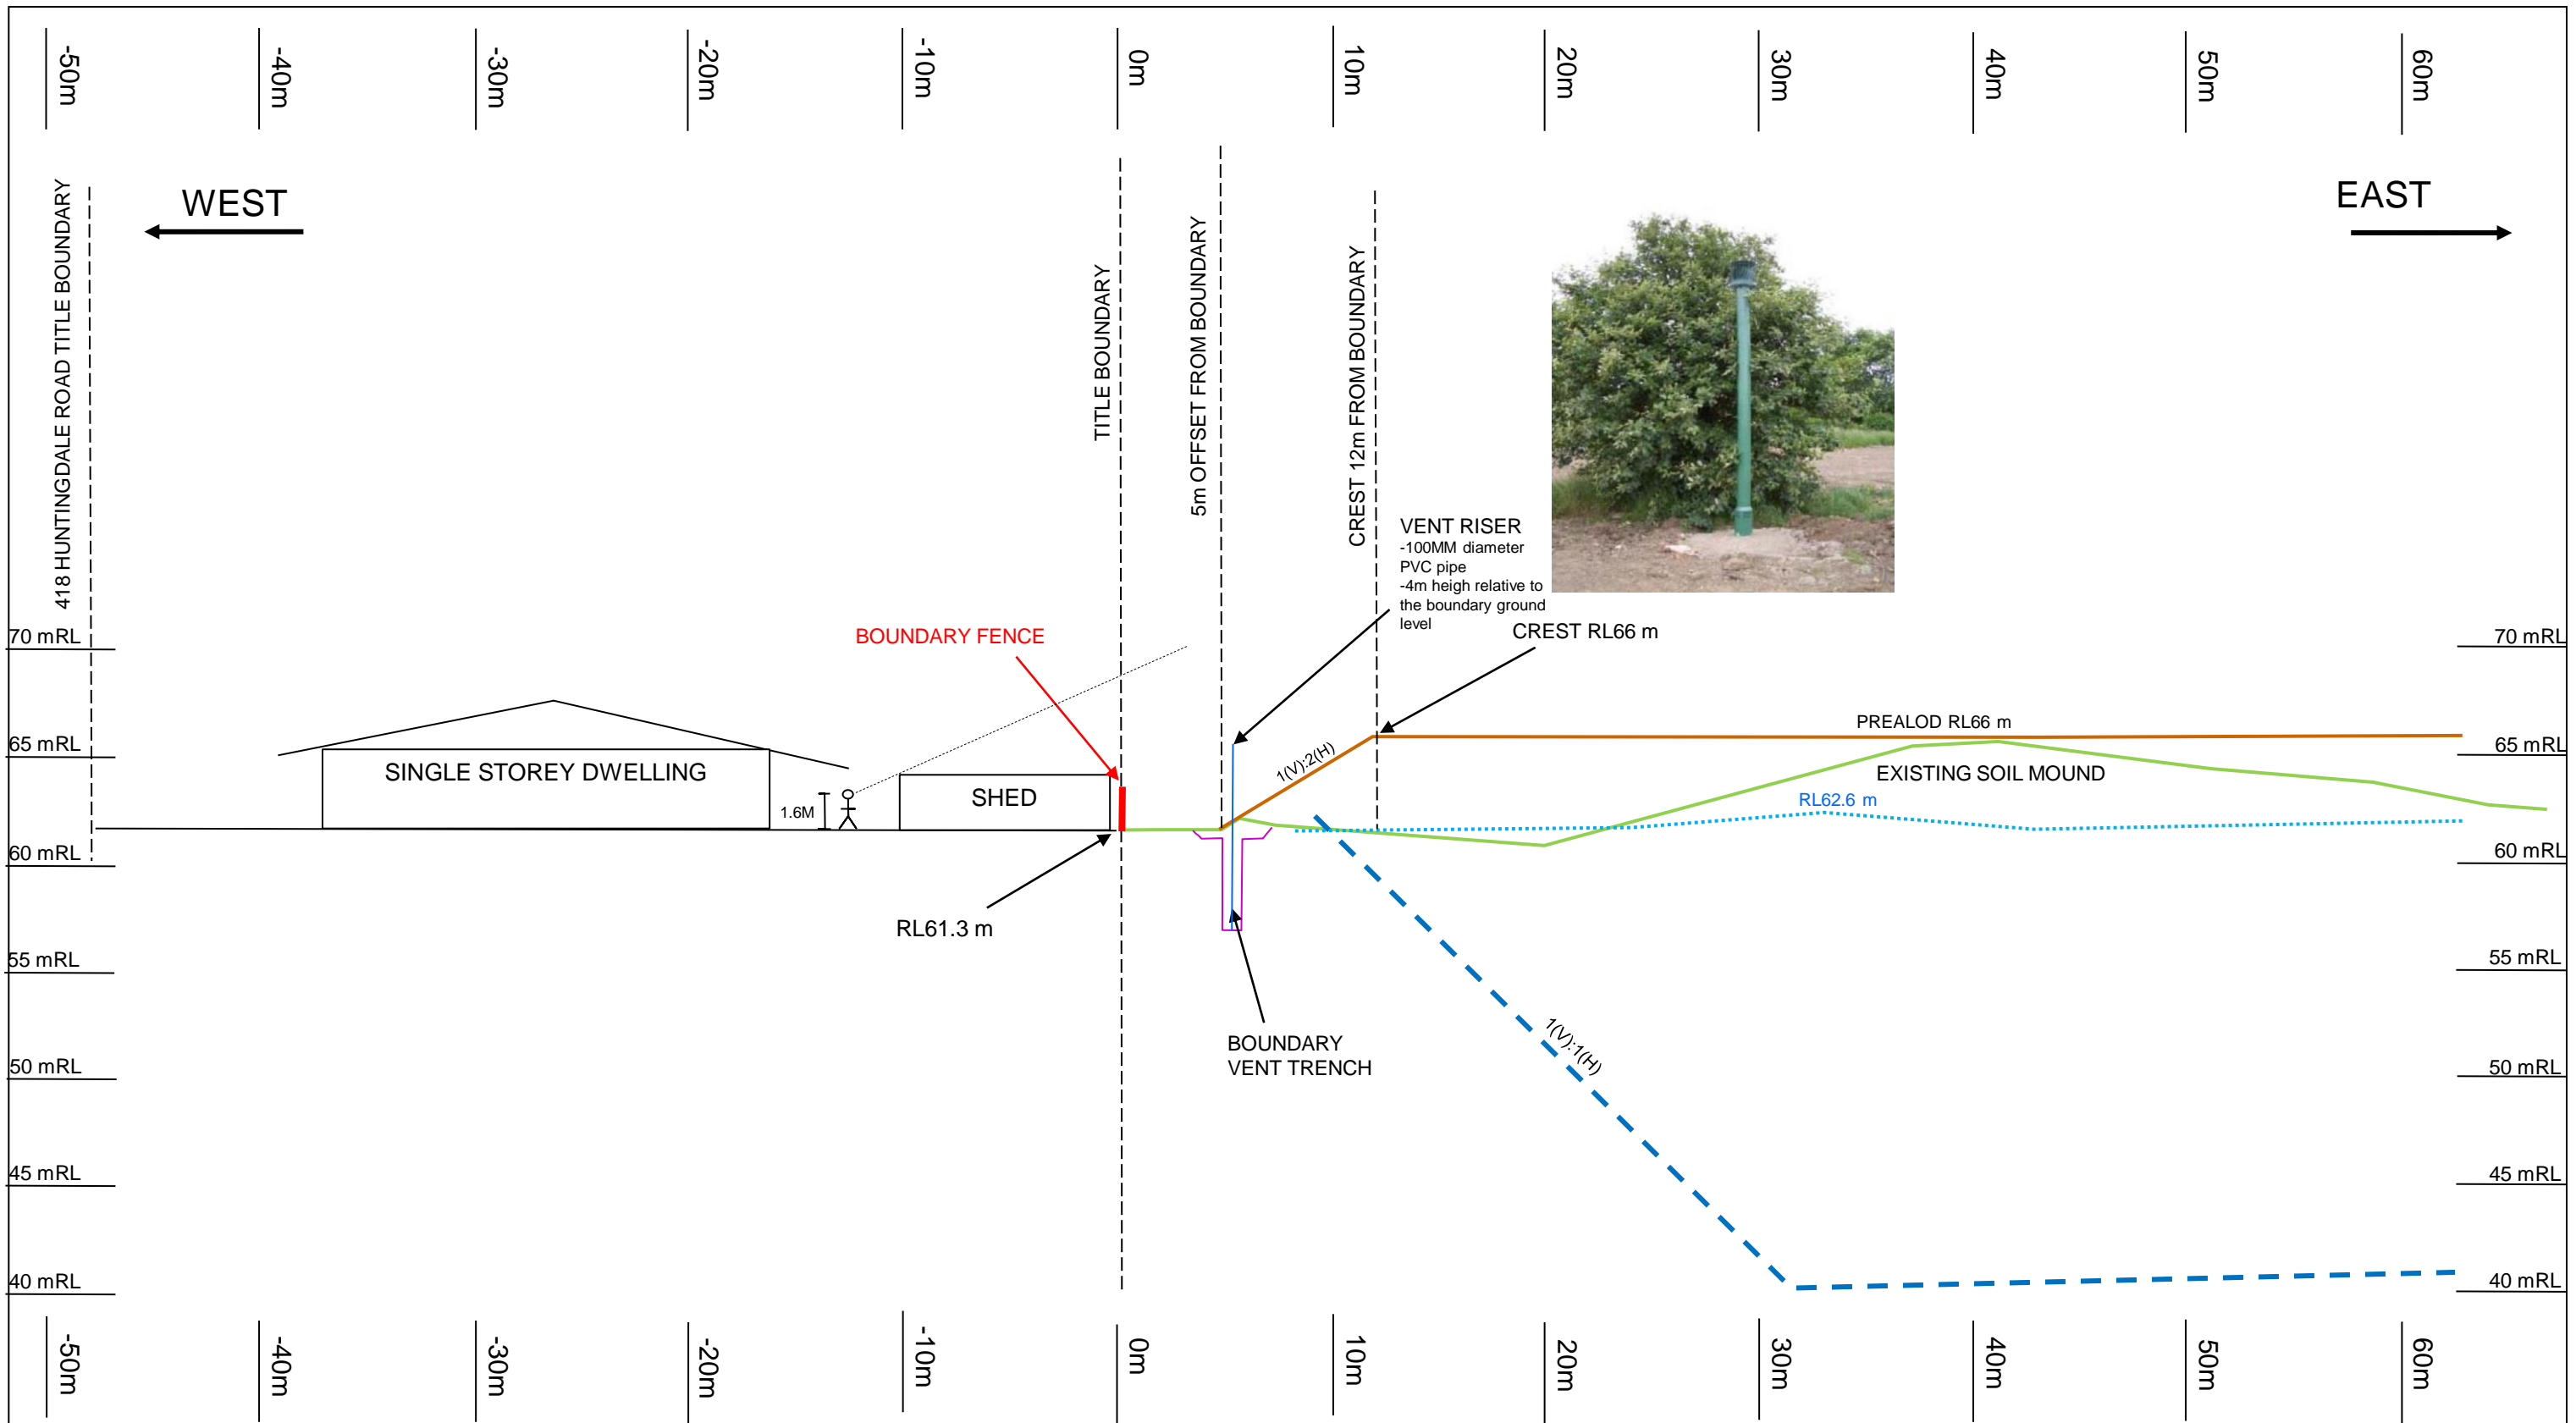 -50m
-40m
-30m
-20m
-10m
0m
10m
20m
30m
40m
50m
60m
WEST
EAST
418 HUNTINGDALE ROAD TITLE BOUNDARY
TITLE BOUNDARY
5m OFFSET FROM BOUNDARY
CREST 12m FROM BOUNDARY
VENT RISER
-100MM diameter
PVC pipe
-4m heigh relative to
the boundary ground
level
BOUNDARY FENCE
CREST RL66 m
70 mRL
70 mRL
PREALOD RL66 m
65 mRL
65 mRL
1(V):2(H)
SINGLE STOREY DWELLING
1.6M
SHED
EXISTING SOIL MOUND
RL62.6 m
60 mRL
60 mRL
RL61.3 m
55 mRL
55 mRL
BOUNDARY
VENT TRENCH
1(V):1(H)
50 mRL
50 mRL
45 mRL
45 mRL
40 mRL
40 mRL
-50m
-40m
-30m
-20m
-10m
0m
10m
20m
30m
40m
50m
60m